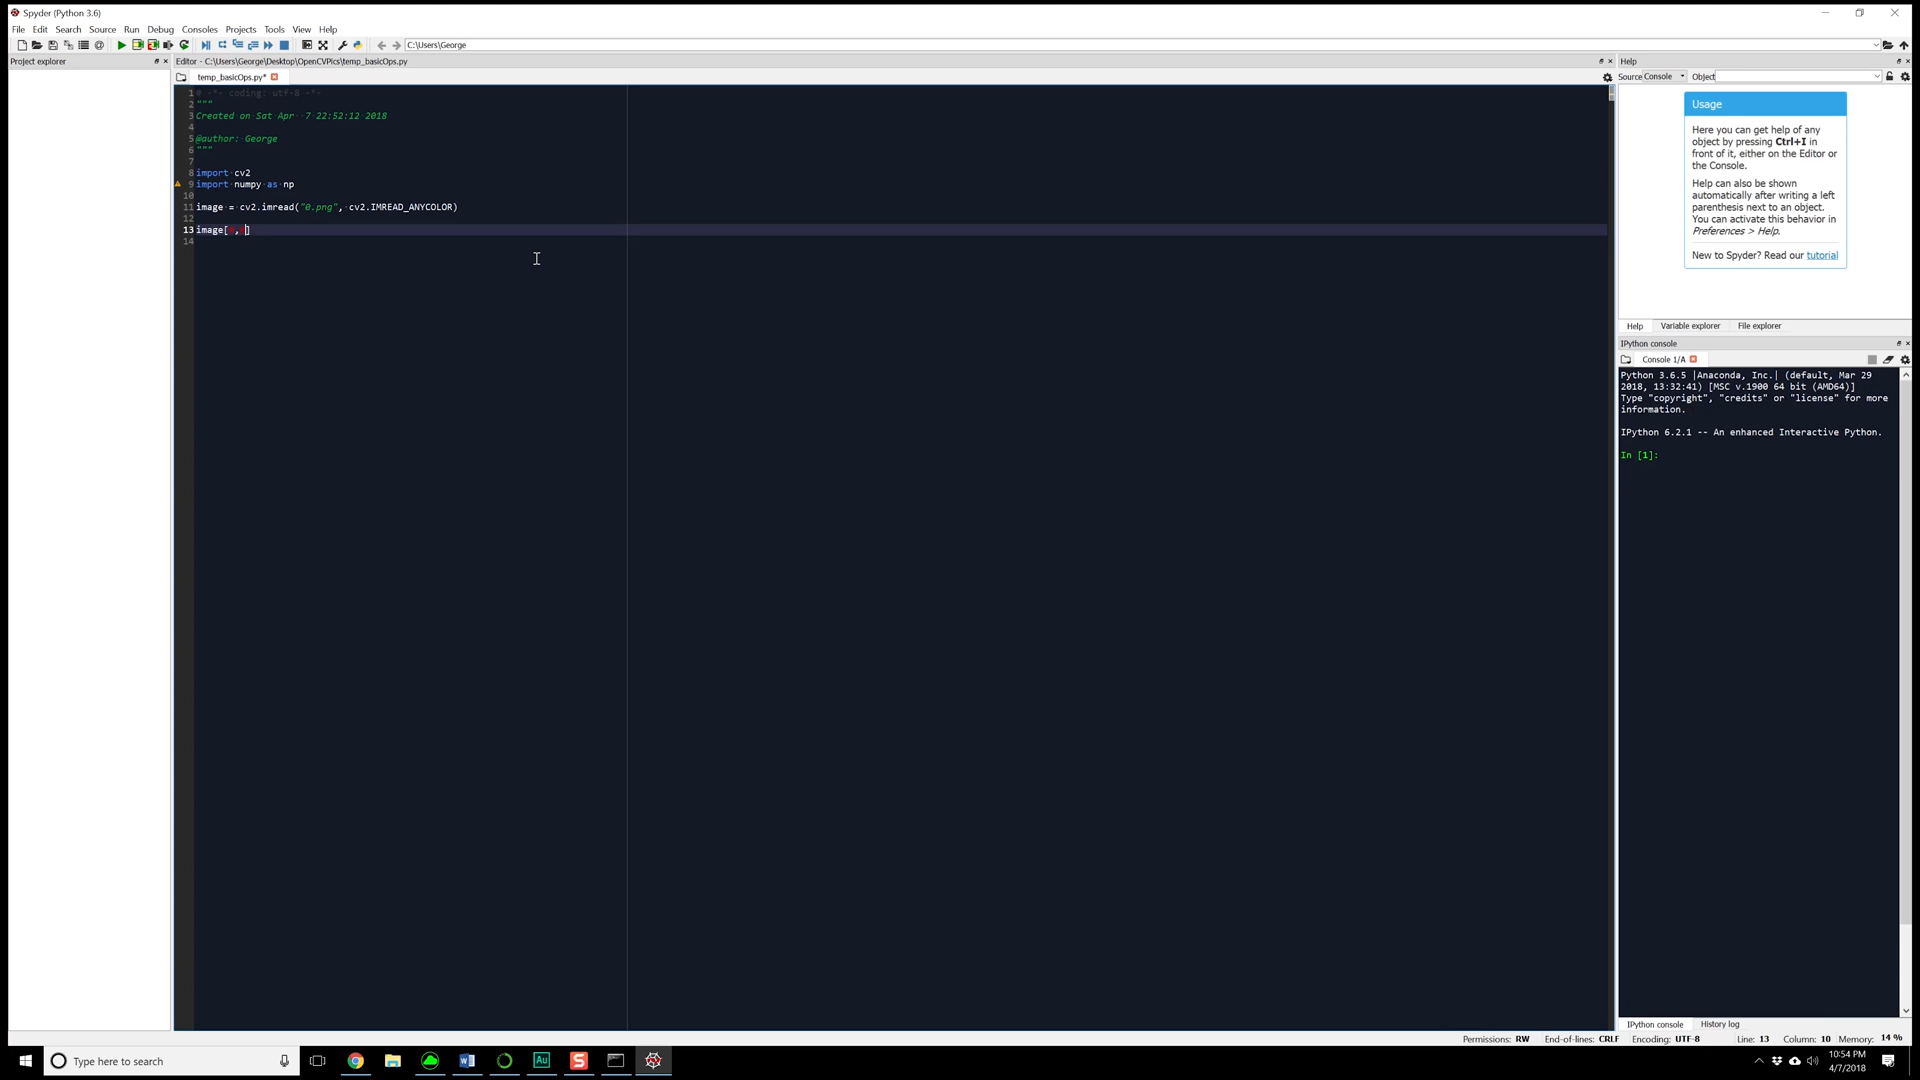 Spyder (Python 3.6)
File Edit Search Source Run Debug Consoles Projects Tools View Help
C:\Users\George
Project explorer
Editor - C:\Users\George\Desktop\OpenCVPics\temp_basicOps.py
temp_basicOps.py*
1 # -*- coding: utf-8 -*-
2 """
3 Created on Sat Apr  7 22:52:12 2018
4
5 @author: George
6 """
7
8 import cv2
9 import numpy as np
10
11 image = cv2.imread("0.png", cv2.IMREAD_ANYCOLOR)
12
13 image[ , ]
14
Help
Source Console Object
Usage
Here you can get help of any
object by pressing Ctrl+I in
front of it, either on the Editor or
the Console.
Help can also be shown
automatically after writing a left
parenthesis next to an object.
You can activate this behavior in
Preferences > Help.
New to Spyder? Read our tutorial
Help Variable explorer File explorer
IPython console
Console 1/A
Python 3.6.5 |Anaconda, Inc.| (default, Mar 29
2018, 13:32:41) [MSC v.1900 64 bit (AMD64)]
Type "copyright", "credits" or "license" for more
information.
IPython 6.2.1 -- An enhanced Interactive Python.
In [1]:
IPython console History log
Permissions: RW End-of-lines: CRLF Encoding: UTF-8 Line: 13 Column: 10 Memory: 14 %
Type here to search
Au
S
10:54 PM
4/7/2018